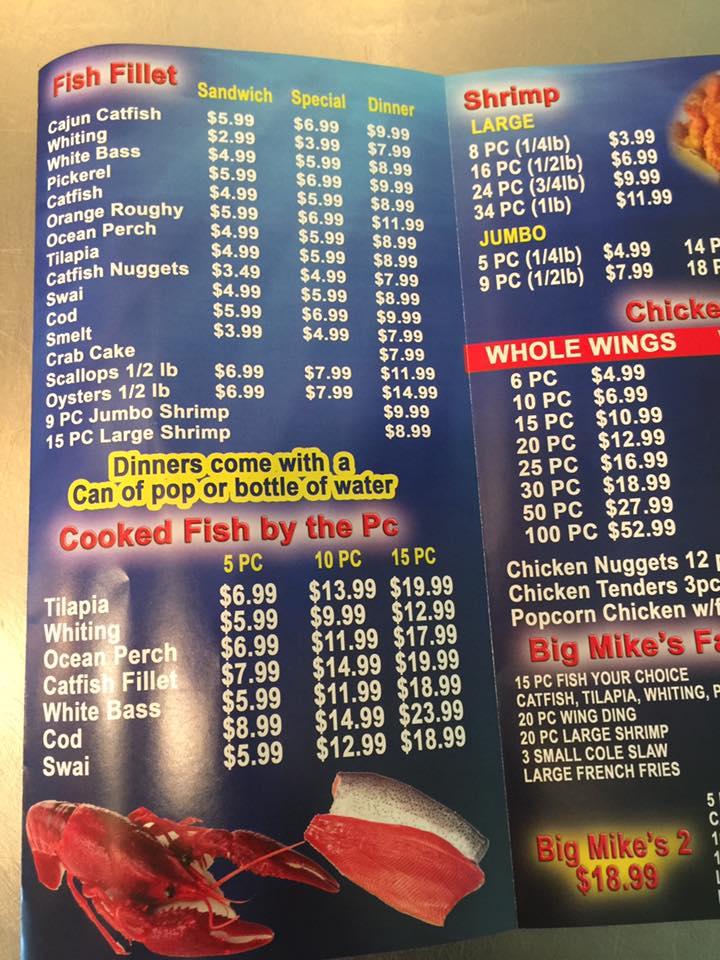 Fish Fillet
Sandwich Special Dinner
Cajun Catfish $5.99 $6.99 $9.99
Whiting $2.99 $3.99 $7.99
White Bass $4.99 $5.99 $8.99
Pickerel $5.99 $6.99 $9.99
Catfish $4.99 $5.99 $8.99
Orange Roughy $5.99 $6.99 $11.99
Ocean Perch $4.99 $5.99 $8.99
Tilapia $4.99 $5.99 $8.99
Catfish Nuggets $3.49 $4.99 $7.99
Swai $4.99 $5.99 $8.99
Cod $5.99 $6.99 $9.99
Smelt $3.99 $4.99 $7.99
Crab Cake $7.99
Scallops 1/2 lb $6.99 $7.99 $11.99
Oysters 1/2 lb $6.99 $7.99 $14.99
9 PC Jumbo Shrimp $9.99
15 PC Large Shrimp $8.99
Dinners come with a
Can of pop or bottle of water
Cooked Fish by the Pc
5 PC 10 PC 15 PC
Tilapia $6.99 $13.99 $19.99
Whiting $5.99 $9.99 $12.99
Ocean Perch $6.99 $11.99 $17.99
Catfish Fillet $7.99 $14.99 $19.99
White Bass $5.99 $11.99 $18.99
Cod $8.99 $14.99 $23.99
Swai $5.99 $12.99 $18.99
Shrimp
LARGE
8 PC (1/4lb) $3.99
16 PC (1/2lb) $6.99
24 PC (3/4lb) $9.99
34 PC (1lb) $11.99
JUMBO
5 PC (1/4lb) $4.99 14 P
9 PC (1/2lb) $7.99 18 P
Chicke
WHOLE WINGS
6 PC $4.99
10 PC $6.99
15 PC $10.99
20 PC $12.99
25 PC $16.99
30 PC $18.99
50 PC $27.99
100 PC $52.99
Chicken Nuggets 12 p
Chicken Tenders 3pc
Popcorn Chicken w/f
Big Mike's Fa
15 PC FISH YOUR CHOICE
CATFISH, TILAPIA, WHITING, P
20 PC WING DING
20 PC LARGE SHRIMP
3 SMALL COLE SLAW
LARGE FRENCH FRIES
Big Mike's 2
$18.99